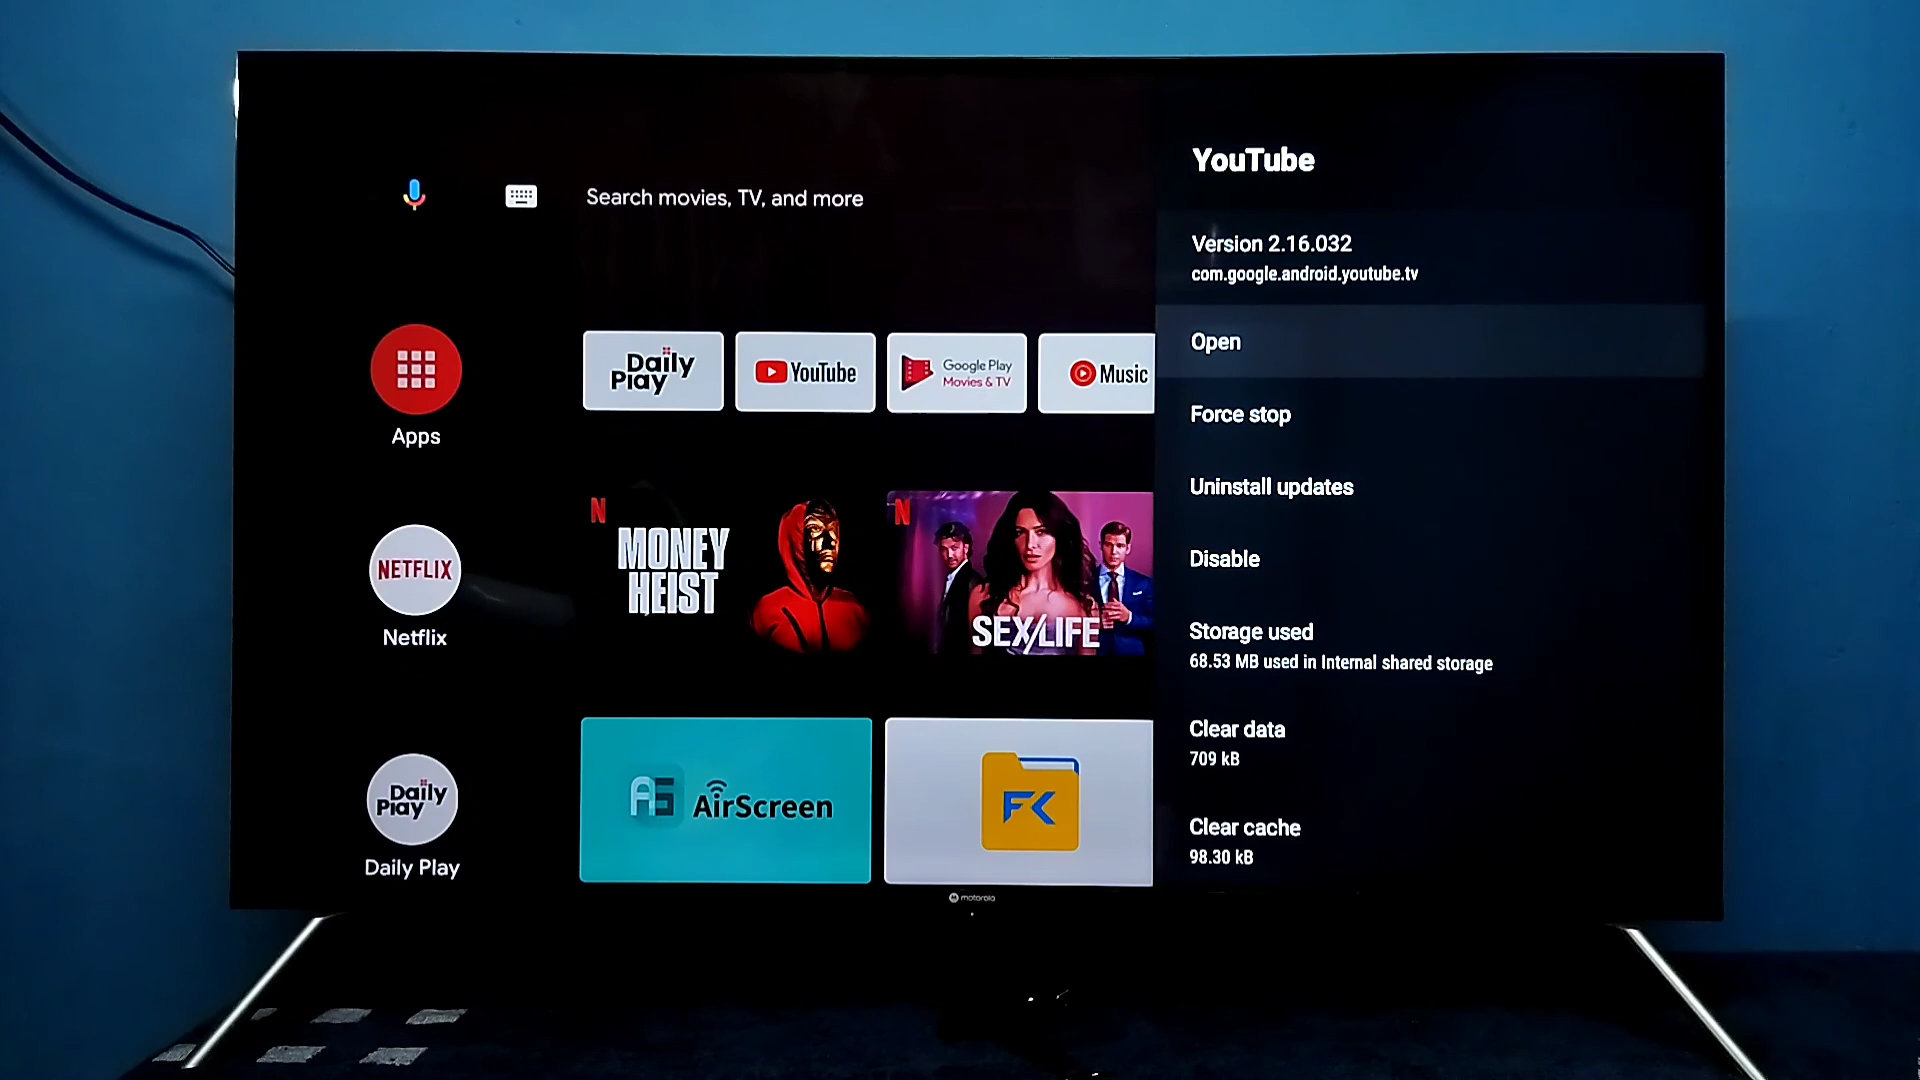 Search movies, TV, and more
Apps
Daily
Play
YouTube
Google Play
Movies & TV
Music
NETFLIX
Netflix
N
MONEY
HEIST
N
SEX/LIFE
Daily
Play
Daily Play
AS
AirScreen
FK
motorola
YouTube
Version 2.16.032
com.google.android.youtube.tv
Open
Force stop
Uninstall updates
Disable
Storage used
68.53 MB used in Internal shared storage
Clear data
709 kB
Clear cache
98.30 kB